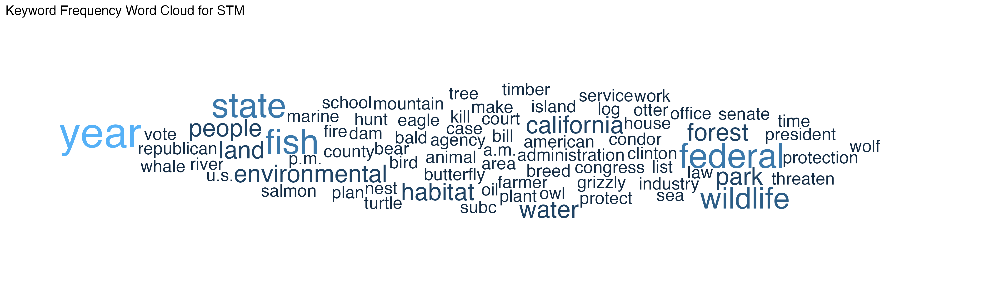 Keyword Frequency Word Cloud for STM
timber
tree
service work
school mountain
state
make
island
log
otter
office
senate
marine
hunt
eagle
kill
court
time
california
house
year
vote
people
fish
fire
dam
case
bald
agency
bill
american
condor
forest
president
wolf
republican
land
county
bear
a.m.
administration
clinton
federal
protection
p.m.
animal
bird
area
whale
river
u.s.
environmental
butterfly
breed
congress
list
law
park
threaten
salmon
plan
nest
habitat
oil
farmer
grizzly
industry
turtle
plant
owl
protect
sea
wildlife
subc
water